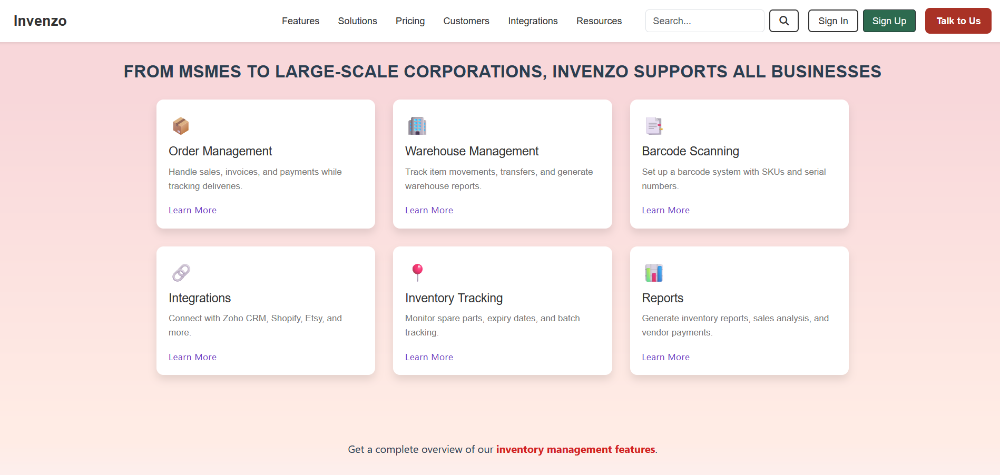 Invenzo
Features Solutions Pricing Customers Integrations Resources Search... Sign In Sign Up Talk to Us
FROM MSMES TO LARGE-SCALE CORPORATIONS, INVENZO SUPPORTS ALL BUSINESSES
Order Management
Handle sales, invoices, and payments while
tracking deliveries.
Learn More
Warehouse Management
Track item movements, transfers, and generate
warehouse reports.
Learn More
Barcode Scanning
Set up a barcode system with SKUs and serial
numbers.
Learn More
Integrations
Connect with Zoho CRM, Shopify, Etsy, and
more.
Learn More
Inventory Tracking
Monitor spare parts, expiry dates, and batch
tracking.
Learn More
Reports
Generate inventory reports, sales analysis, and
vendor payments.
Learn More
Get a complete overview of our inventory management features.